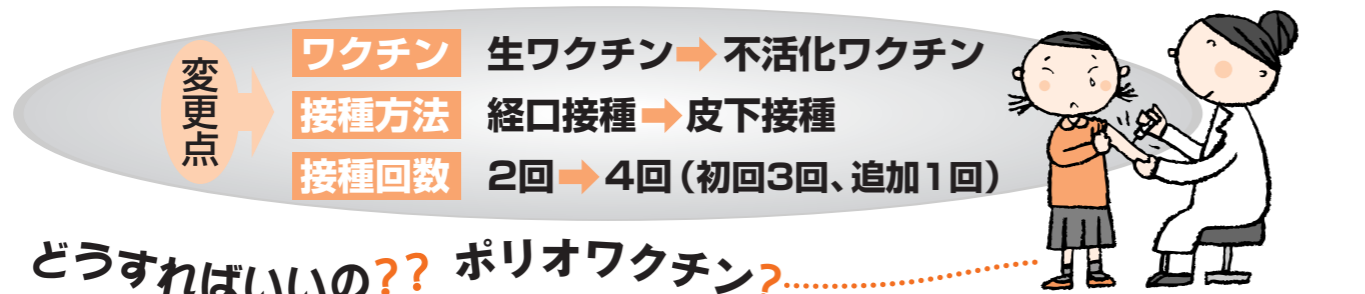 変更点
ワクチン 生ワクチン➡不活化ワクチン
接種方法 経口接種➡皮下接種
接種回数 2回➡4回(初回3回、追加1回)
どうすればいいの?? ポリオワクチン?